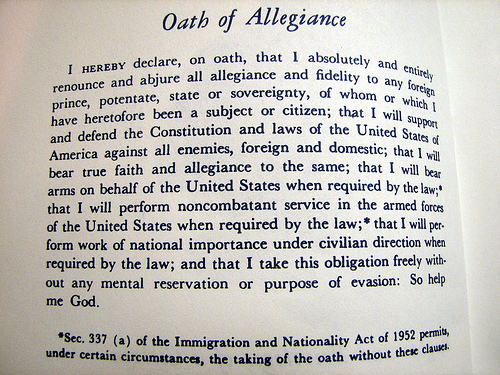 Oath of Allegiance
I HEREBY declare, on oath, that I absolutely and entirely
renounce and abjure all allegiance and fidelity to any foreign
prince, potentate, state or sovereignty, of whom or which I
have heretofore been a subject or citizen; that I will support
and defend the Constitution and laws of the United States of
America against all enemies, foreign and domestic; that I will
bear true faith and allegiance to the same; that I will bear
arms on behalf of the United States when required by the law;*
that I will perform noncombatant service in the armed forces
of the United States when required by the law;* that I will per-
form work of national importance under civilian direction when
required by the law; and that I take this obligation freely with-
out any mental reservation or purpose of evasion: So help
me God.
*Sec. 337 (a) of the Immigration and Nationality Act of 1952 permits,
under certain circumstances, the taking of the oath without these clauses.